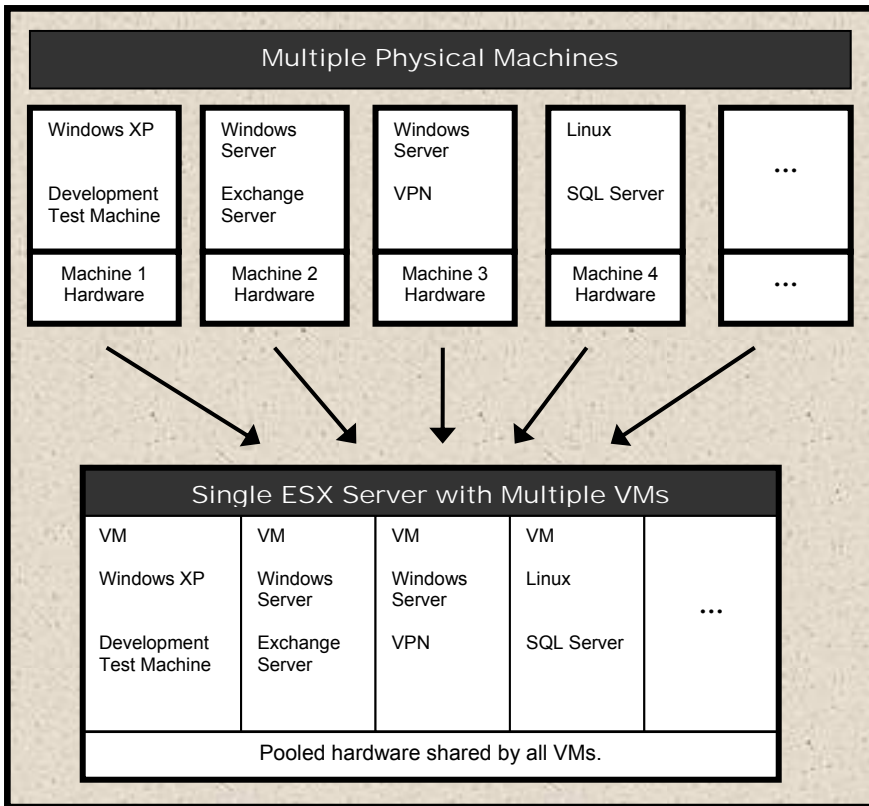 Multiple Physical Machines
Windows XP
Development
Test Machine
Machine 1
Hardware
Windows
Server
Exchange
Server
Machine 2
Hardware
Windows
Server
VPN
Machine 3
Hardware
Linux
SQL Server
Machine 4
Hardware
...
...
Single ESX Server with Multiple VMs
VM
Windows XP
Development
Test Machine
VM
Windows
Server
Exchange
Server
VM
Windows
Server
VPN
VM
Linux
SQL Server
...
Pooled hardware shared by all VMs.